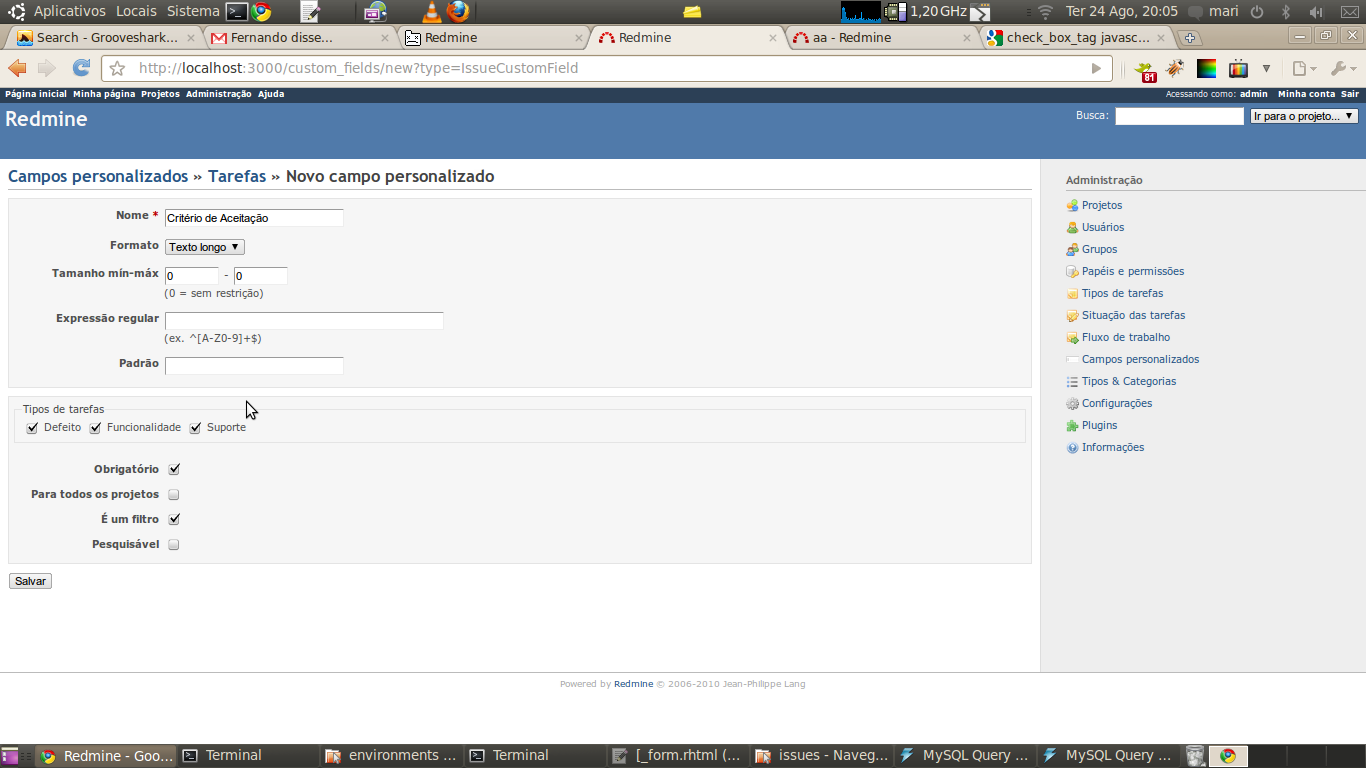 Aplicativos Locais Sistema 1,20 GHz Ter 24 Ago, 20:05 mari
Search - Grooveshark... Fernando disse... Redmine Redmine aa - Redmine check_box_tag javasc...
http://localhost:3000/custom_fields/new?type=IssueCustomField 81
Página inicial Minha página Projetos Administração Ajuda Acessando como: admin Minha conta Sair
Redmine Busca: Ir para o projeto...
Campos personalizados » Tarefas » Novo campo personalizado
Nome * Critério de Aceitação
Formato Texto longo
Tamanho mín-máx 0 - 0
(0 = sem restrição)
Expressão regular
(ex. ^[A-Z0-9]+$)
Padrão
Tipos de tarefas
Defeito Funcionalidade Suporte
Obrigatório
Para todos os projetos
É um filtro
Pesquisável
Salvar
Administração
Projetos
Usuários
Grupos
Papéis e permissões
Tipos de tarefas
Situação das tarefas
Fluxo de trabalho
Campos personalizados
Tipos & Categorias
Configurações
Plugins
Informações
Powered by Redmine © 2006-2010 Jean-Philippe Lang
Redmine - Goo... Terminal environments ... Terminal [_form.rhtml (... issues - Naveg... MySQL Query ... MySQL Query ...